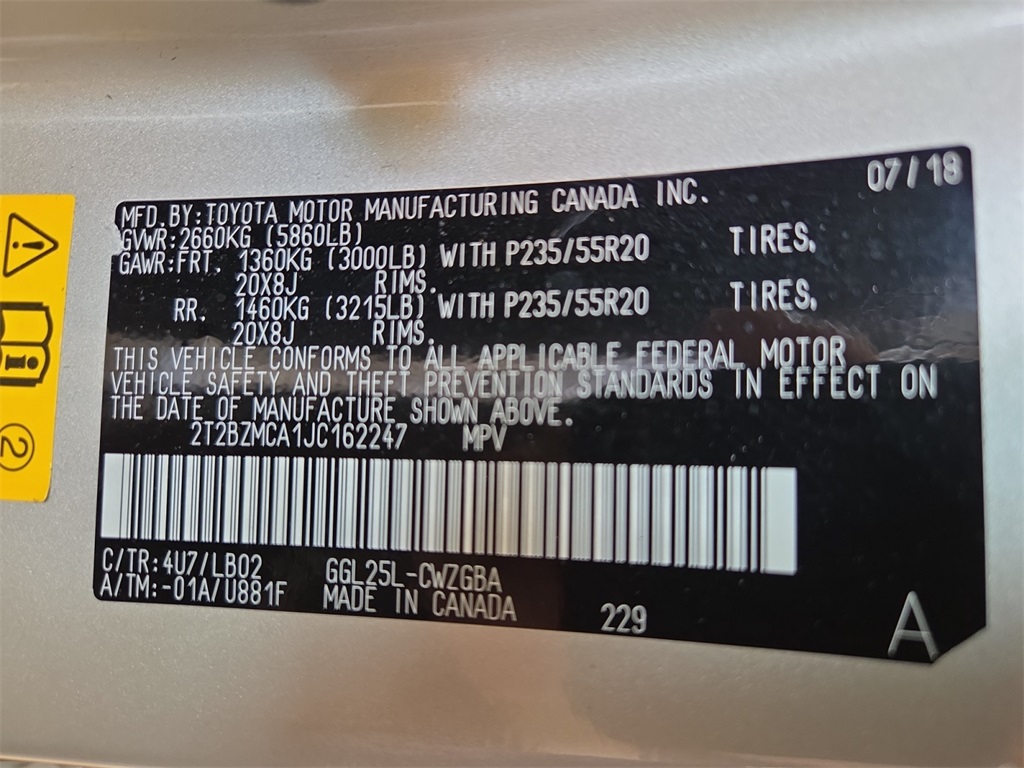 07/18
MFD.BY:TOYOTA MOTOR MANUFACTURING CANADA INC.
GVWR:2660KG (5860LB)
GAWR:FRT. 1360KG (3000LB) WITH P235/55R20 TIRES,
20X8J RIMS.
RR. 1460KG (3215LB) WITH P235/55R20 TIRES,
20X8J RIMS.
THIS VEHICLE CONFORMS TO ALL APPLICABLE FEDERAL MOTOR
VEHICLE SAFETY AND THEFT PREVENTION STANDARDS IN EFFECT ON
THE DATE OF MANUFACTURE SHOWN ABOVE.
2T2BZMCA1JC162247 MPV
C/TR:4U7/LB02 GGL25L-CWZGBA
A/TM:-01A/U881F MADE IN CANADA 229
A
2